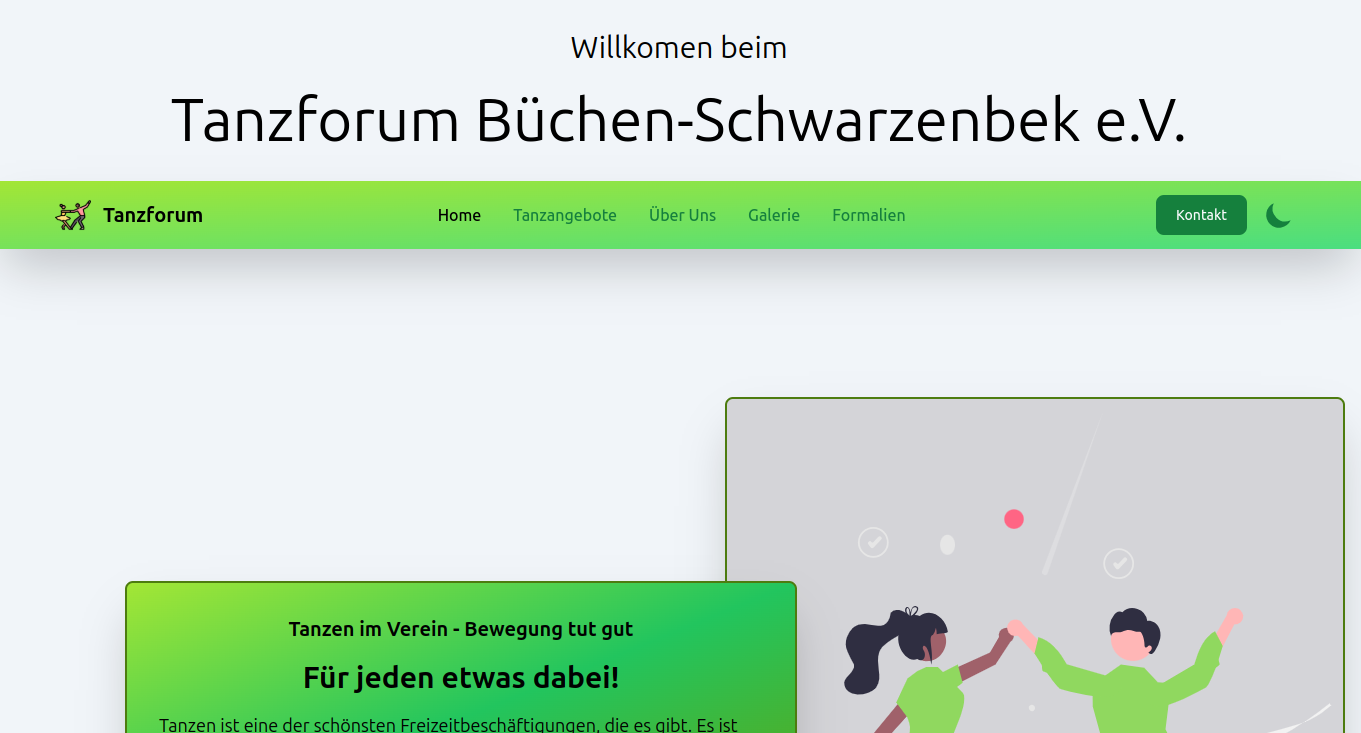 Willkomen beim
Tanzforum Büchen-Schwarzenbek e.V.
Tanzforum
Home Tanzangebote Über Uns Galerie Formalien
Kontakt
Tanzen im Verein - Bewegung tut gut
Für jeden etwas dabei!
Tanzen ist eine der schönsten Freizeitbeschäftigungen, die es gibt. Es ist